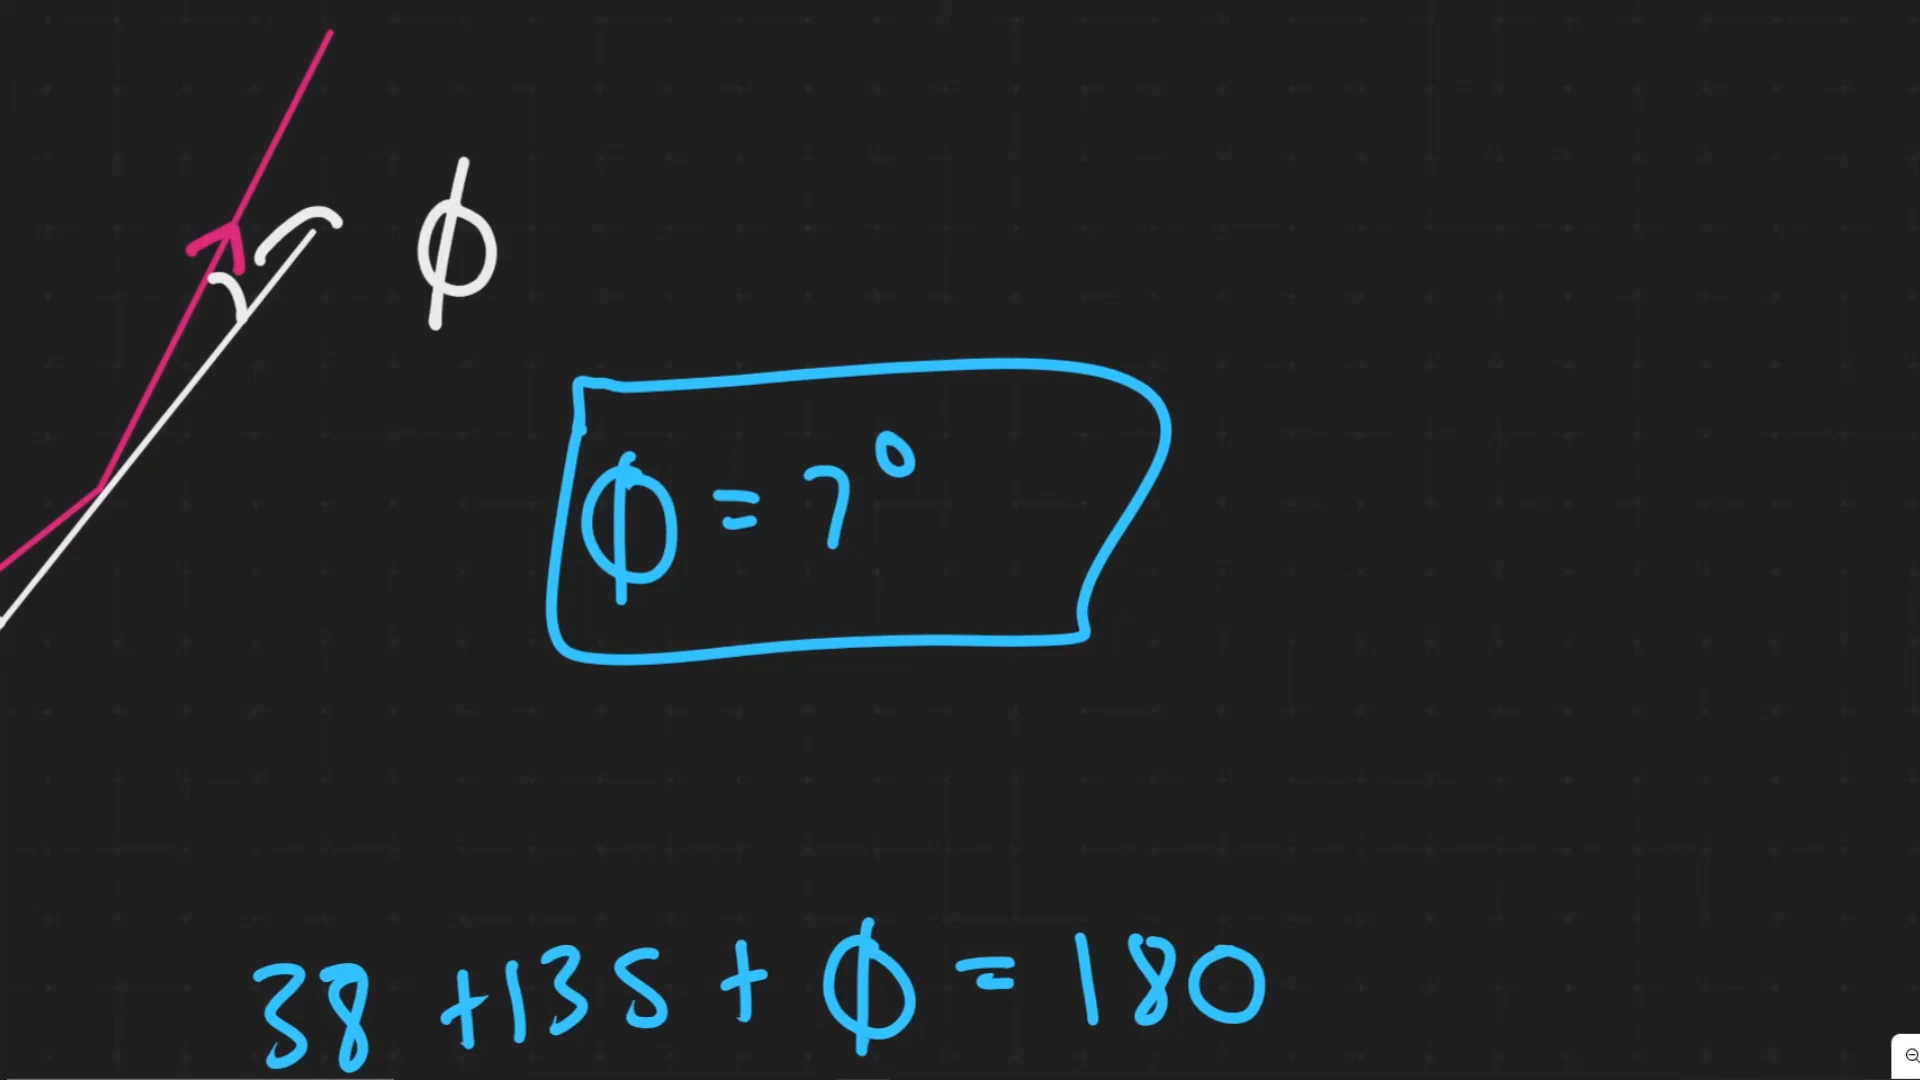 ϕ
ϕ = 7°
38 + 135 + ϕ = 180